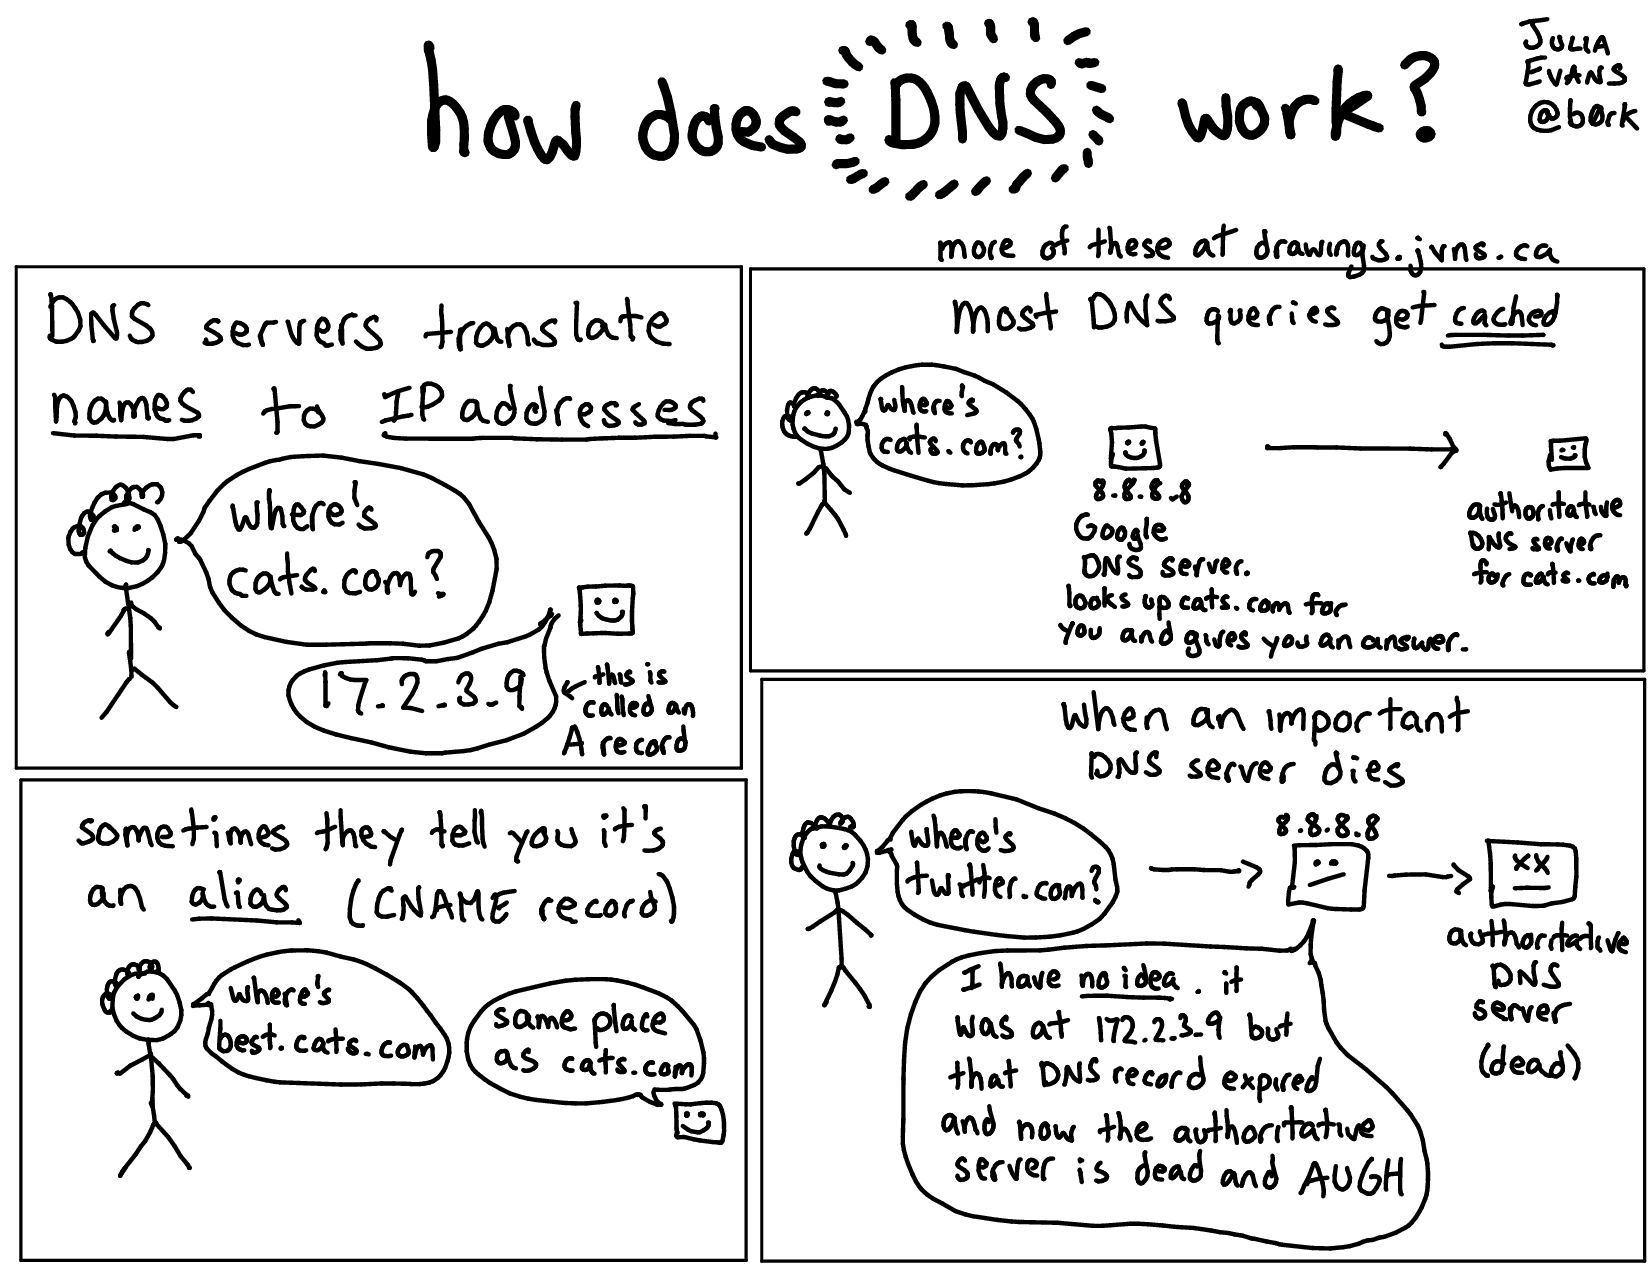 how does DNS work?
JULIA
EVANS
@b0rk
more of these at drawings.jvns.ca
DNS servers translate
names to IP addresses
where's
cats.com?
17.2.3.9
this is
called an
A record
most DNS queries get cached
where's
cats.com?
8.8.8.8
Google
DNS server.
looks up cats.com for
you and gives you an answer.
authoritative
DNS server
for cats.com
sometimes they tell you it's
an alias (CNAME record)
where's
best.cats.com
same place
as cats.com
when an important
DNS server dies
where's
twitter.com?
8.8.8.8
xx
authoritative
DNS
server
(dead)
I have no idea. it
was at 172.2.3.9 but
that DNS record expired
and now the authoritative
server is dead and AUGH